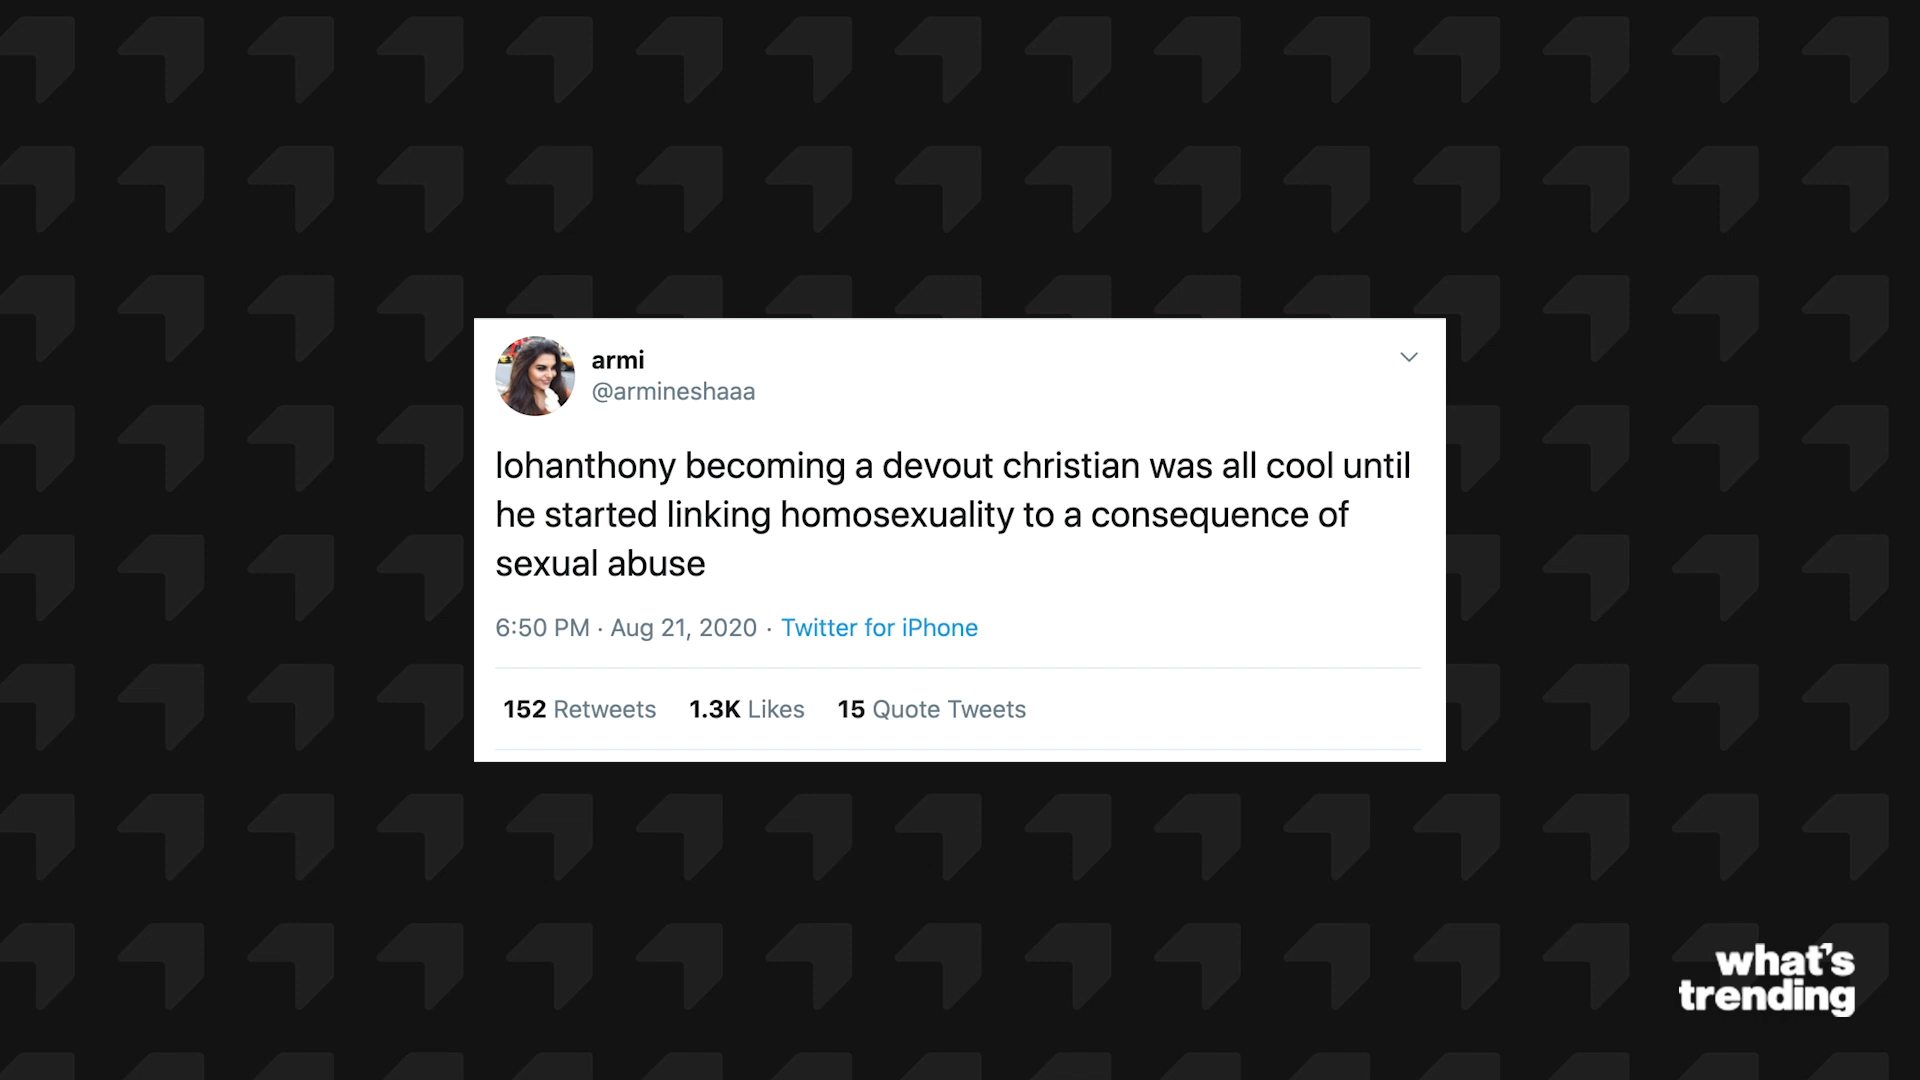 armi
@armineshaaa
lohanthony becoming a devout christian was all cool until
he started linking homosexuality to a consequence of
sexual abuse
6:50 PM · Aug 21, 2020 · Twitter for iPhone
152 Retweets 1.3K Likes 15 Quote Tweets
what's
trending